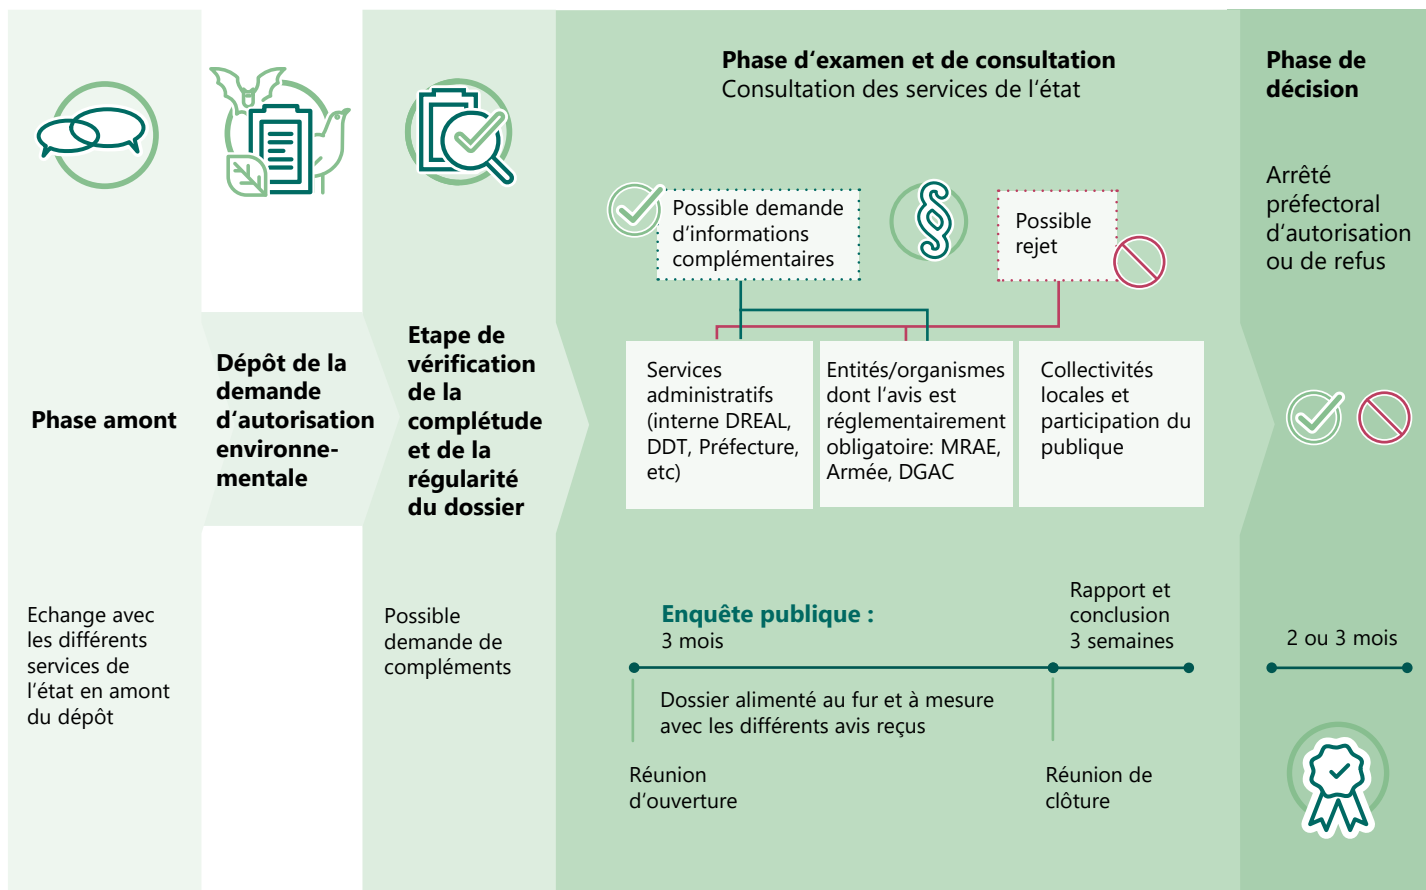 Phase amont
Echange avec
les différents
services de
l’état en amont
du dépôt
Dépôt de la
demande
d‘autorisation
environne-
mentale
Etape de
vérification
de la
complétude
et de la
régularité
du dossier
Possible
demande de
compléments
Phase d‘examen et de consultation
Consultation des services de l’état
Possible demande
d‘informations
complémentaires
Possible
rejet
Services
administratifs
(interne DREAL,
DDT, Préfecture,
etc)
Entités/organismes
dont l’avis est
réglementairement
obligatoire: MRAE,
Armée, DGAC
Collectivités
locales et
participation du
publique
Enquête publique :
3 mois
Rapport et
conclusion
3 semaines
Dossier alimenté au fur et à mesure
avec les différents avis reçus
Réunion
d‘ouverture
Réunion de
clôture
Phase de
décision
Arrêté
préfectoral
d‘autorisation
ou de refus
2 ou 3 mois